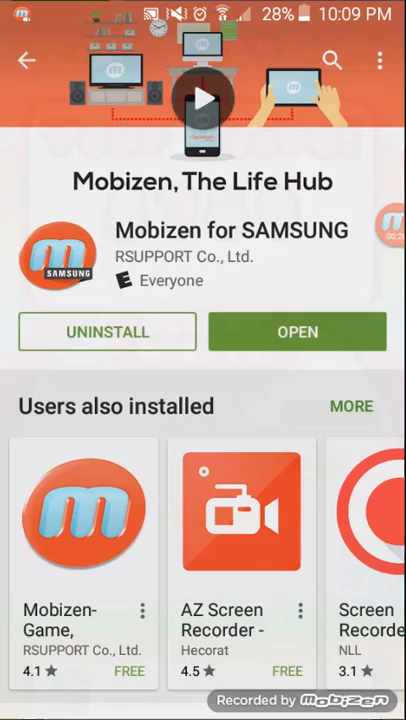 28% 10:09 PM
Mobizen, The Life Hub
Mobizen for SAMSUNG
RSUPPORT Co., Ltd.
E Everyone
m
SAMSUNG
UNINSTALL OPEN
Users also installed MORE
m
Mobizen-
Game,
RSUPPORT Co., Ltd.
4.1 FREE
AZ Screen
Recorder -
Hecorat
4.5 FREE
Screen
Recorde
NLL
3.1
Recorded by Mobizen